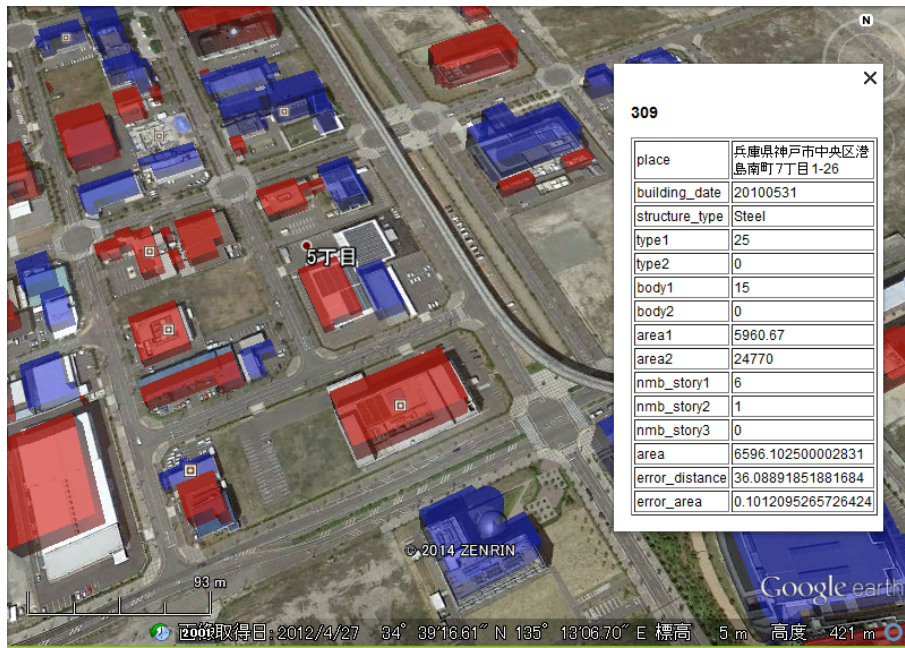 N
309
place 兵庫県神戸市中央区港
島南町7丁目1-26
building_date 20100531
structure_type Steel
type1 25
type2 0
body1 15
body2 0
area1 5960.67
area2 24770
nmb_story1 6
nmb_story2 1
nmb_story3 0
area 6596.102500002831
error_distance 36.08891851881684
error_area 0.1012095265726424
5丁目
© 2014 ZENRIN
93 m
Google earth
画像取得日: 2012/4/27 34°39'16.61" N 135°13'06.70" E 標高 5 m 高度 421 m